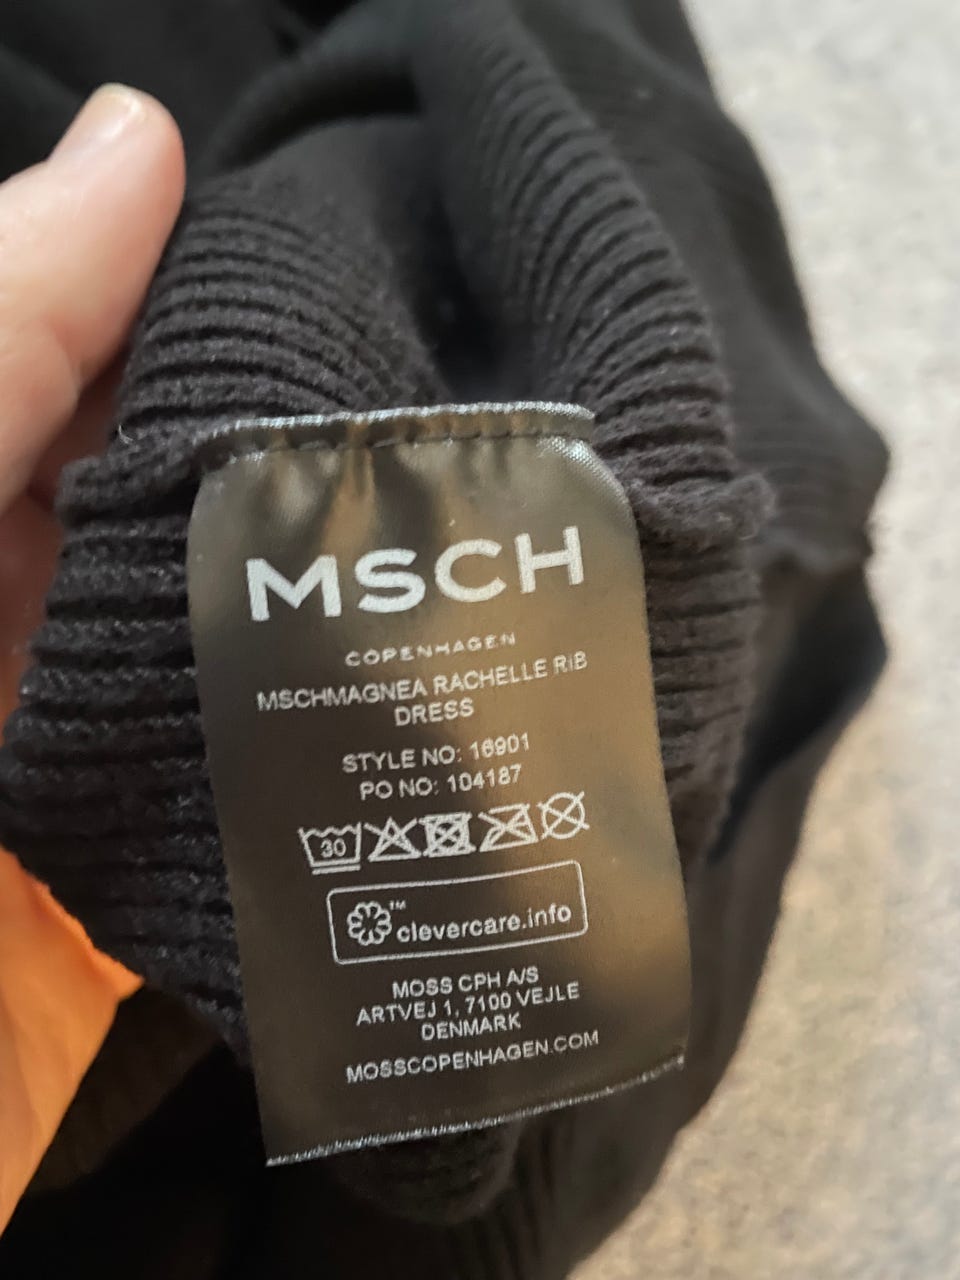 MSCH
COPENHAGEN
MSCHMAGNEA RACHELLE RIB
DRESS
STYLE NO: 16901
PO NO: 104187
30
™
clevercare.info
MOSS CPH A/S
ARTVEJ 1, 7100 VEJLE
DENMARK
MOSSCOPENHAGEN.COM